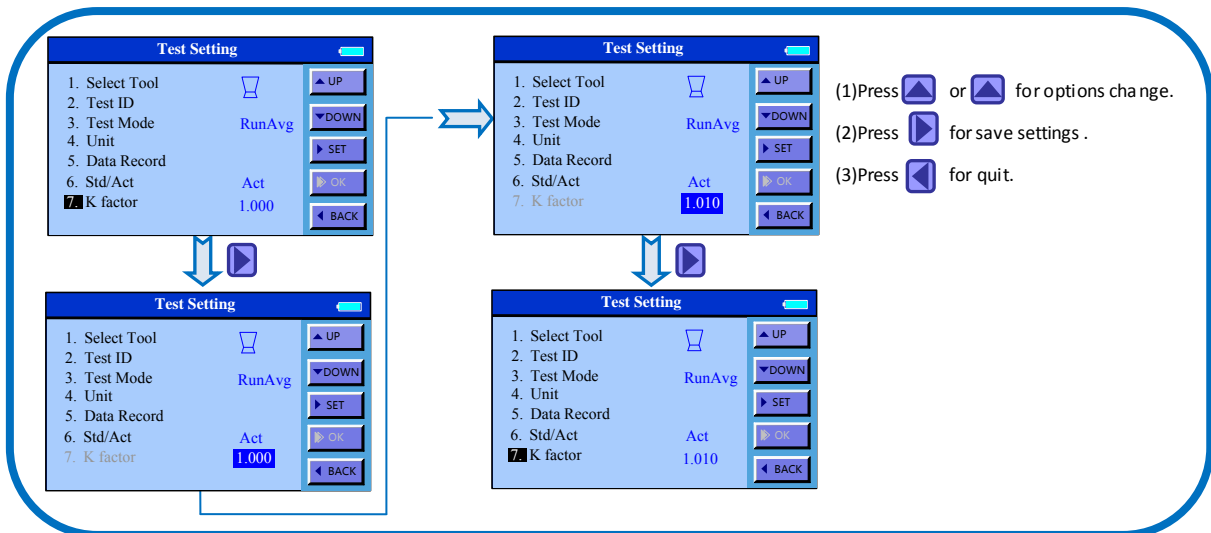 Test Setting
1. Select Tool
2. Test ID
3. Test Mode RunAvg
4. Unit
5. Data Record
6. Std/Act Act
7. K factor 1.000
UP
DOWN
SET
OK
BACK
Test Setting
1. Select Tool
2. Test ID
3. Test Mode RunAvg
4. Unit
5. Data Record
6. Std/Act Act
7. K factor 1.000
UP
DOWN
SET
OK
BACK
Test Setting
1. Select Tool
2. Test ID
3. Test Mode RunAvg
4. Unit
5. Data Record
6. Std/Act Act
7. K factor 1.010
UP
DOWN
SET
OK
BACK
Test Setting
1. Select Tool
2. Test ID
3. Test Mode RunAvg
4. Unit
5. Data Record
6. Std/Act Act
7. K factor 1.010
UP
DOWN
SET
OK
BACK
(1)Press or for options change.
(2)Press for save settings .
(3)Press for quit.